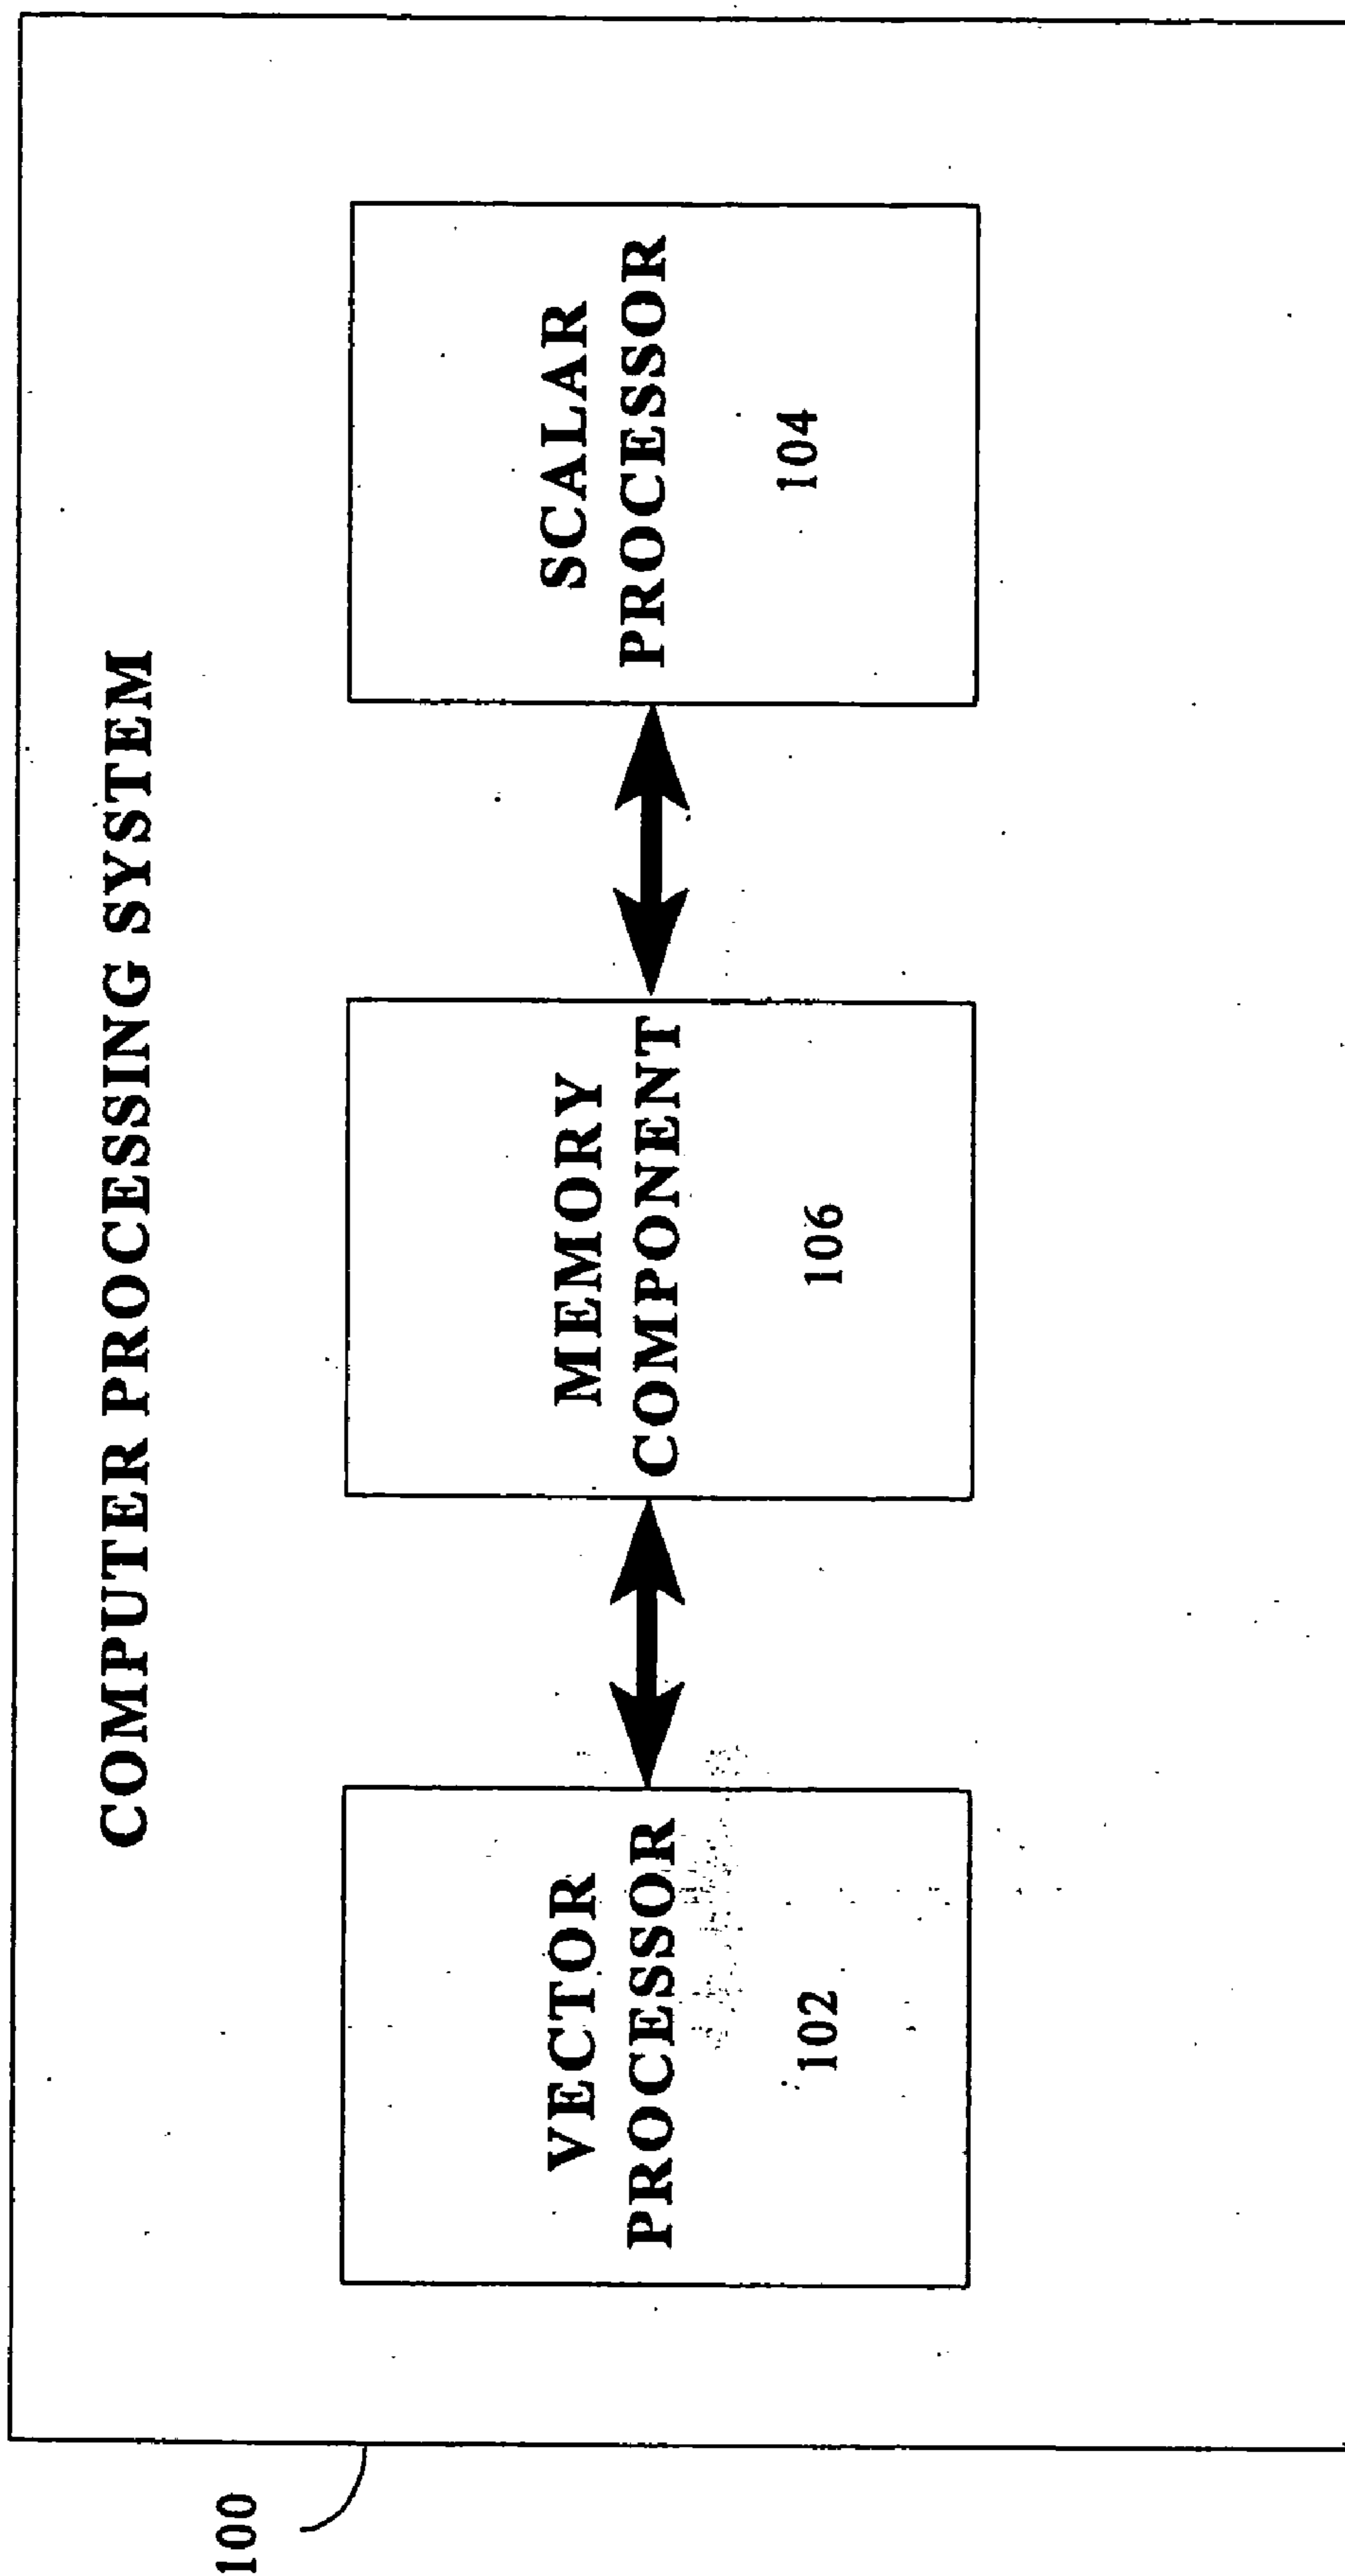 COMPUTER PROCESSING SYSTEM
100
VECTOR
PROCESSOR
102
MEMORY
COMPONENT
106
SCALAR
PROCESSOR
104